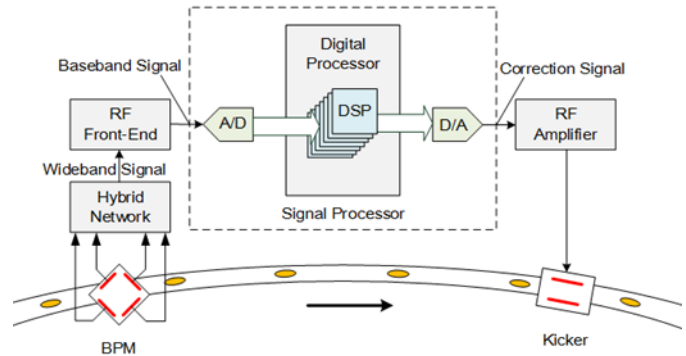 Digital
Processor
Baseband Signal
Correction Signal
RF
Front-End
A/D
DSP
D/A
RF
Amplifier
Wideband Signal
Hybrid
Network
Signal Processor
BPM
Kicker